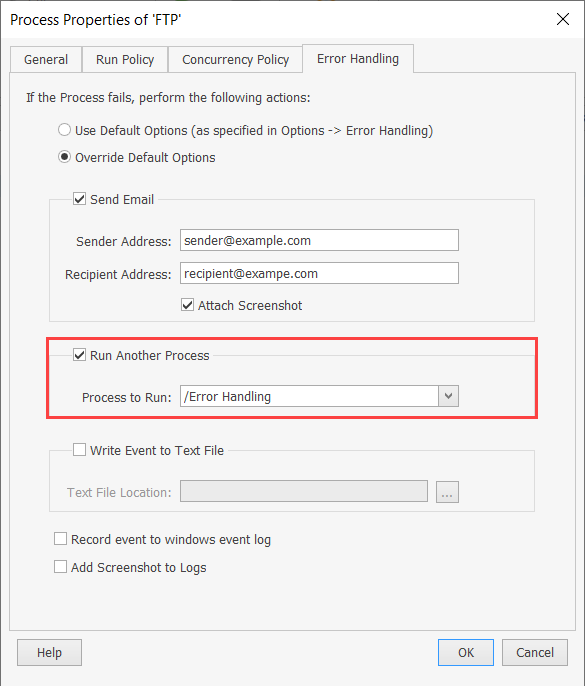 Process Properties of 'FTP'
General Run Policy Concurrency Policy Error Handling
If the Process fails, perform the following actions:
Use Default Options (as specified in Options -> Error Handling)
Override Default Options
Send Email
Sender Address: sender@example.com
Recipient Address: recipient@exampe.com
Attach Screenshot
Run Another Process
Process to Run: /Error Handling
Write Event to Text File
Text File Location: ...
Record event to windows event log
Add Screenshot to Logs
Help OK Cancel